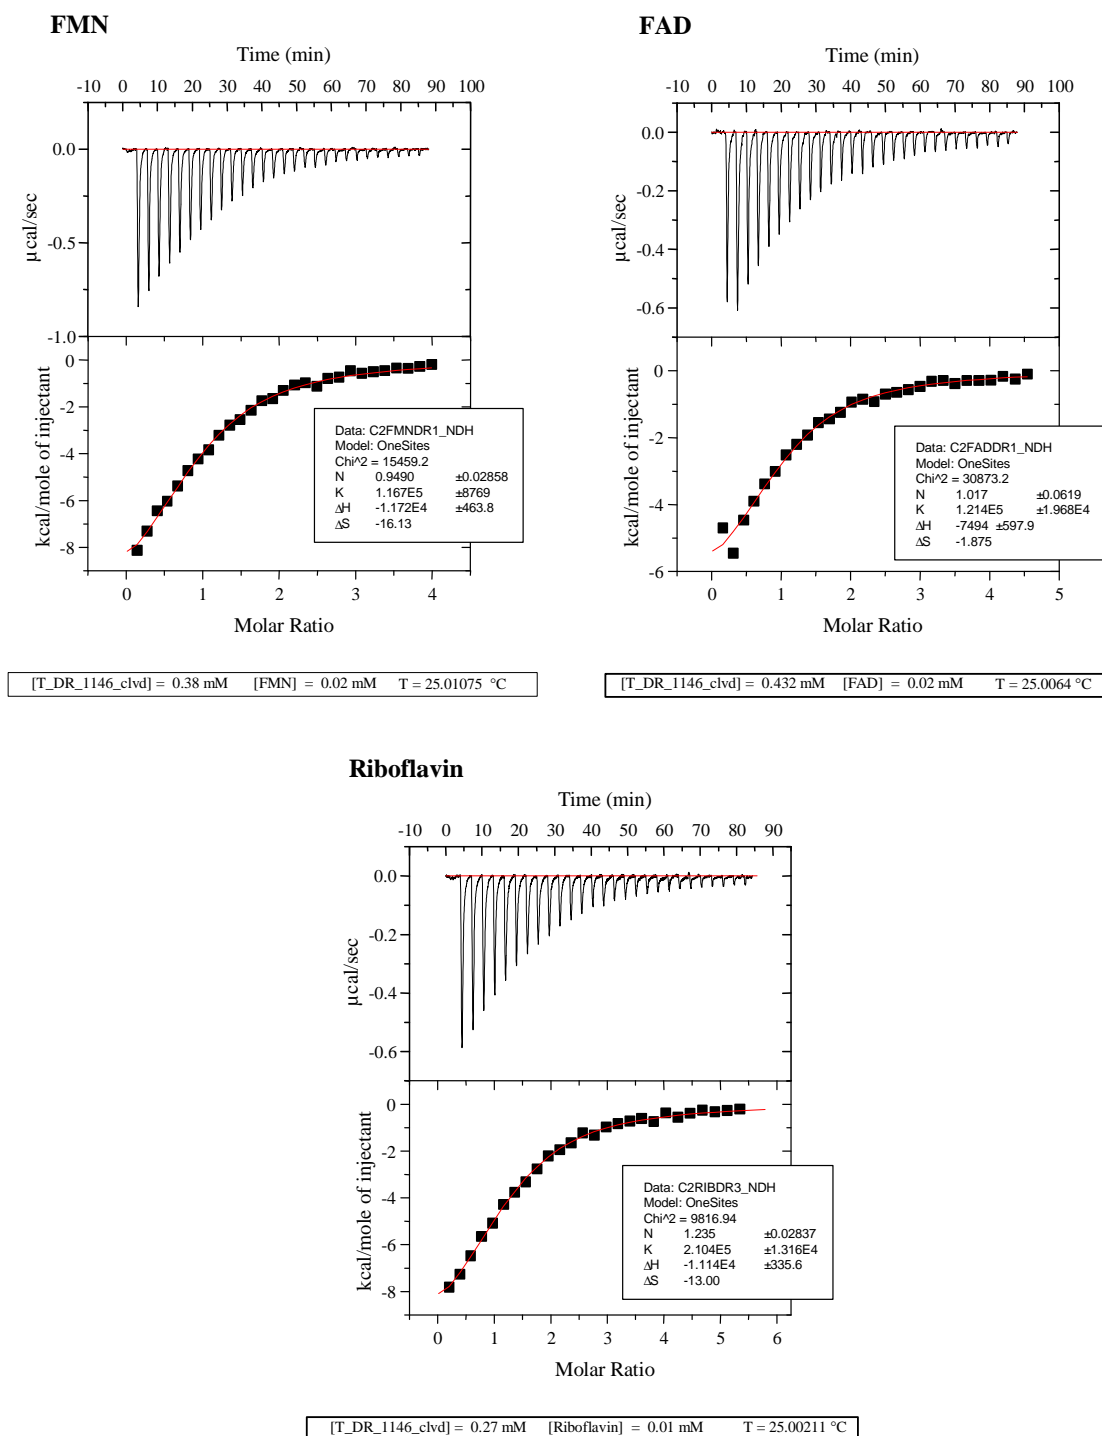 FMN
Time (min)
-10 0 10 20 30 40 50 60 70 80 90 100
0.0
-0.5
-1.0
µcal/sec
0
-2
-4
-6
-8
kcal/mole of injectant
Data: C2FMNDR1_NDH
Model: OneSites
Chi^2 = 15459.2
N 0.9490 ±0.02858
K 1.167E5 ±8769
ΔH -1.172E4 ±463.8
ΔS -16.13
0 1 2 3 4
Molar Ratio
[T_DR_1146_clvd] = 0.38 mM [FMN] = 0.02 mM T = 25.01075 °C
FAD
Time (min)
-10 0 10 20 30 40 50 60 70 80 90 100
0.0
-0.2
-0.4
-0.6
µcal/sec
0
-2
-4
-6
kcal/mole of injectant
Data: C2FADDR1_NDH
Model: OneSites
Chi^2 = 30873.2
N 1.017 ±0.0619
K 1.214E5 ±1.968E4
ΔH -7494 ±597.9
ΔS -1.875
0 1 2 3 4 5
Molar Ratio
[T_DR_1146_clvd] = 0.432 mM [FAD] = 0.02 mM T = 25.0064 °C
Riboflavin
Time (min)
-10 0 10 20 30 40 50 60 70 80 90
0.0
-0.2
-0.4
-0.6
µcal/sec
0
-2
-4
-6
-8
kcal/mole of injectant
Data: C2RIBDR3_NDH
Model: OneSites
Chi^2 = 9816.94
N 1.235 ±0.02837
K 2.104E5 ±1.316E4
ΔH -1.114E4 ±335.6
ΔS -13.00
0 1 2 3 4 5 6
Molar Ratio
[T_DR_1146_clvd] = 0.27 mM [Riboflavin] = 0.01 mM T = 25.00211 °C